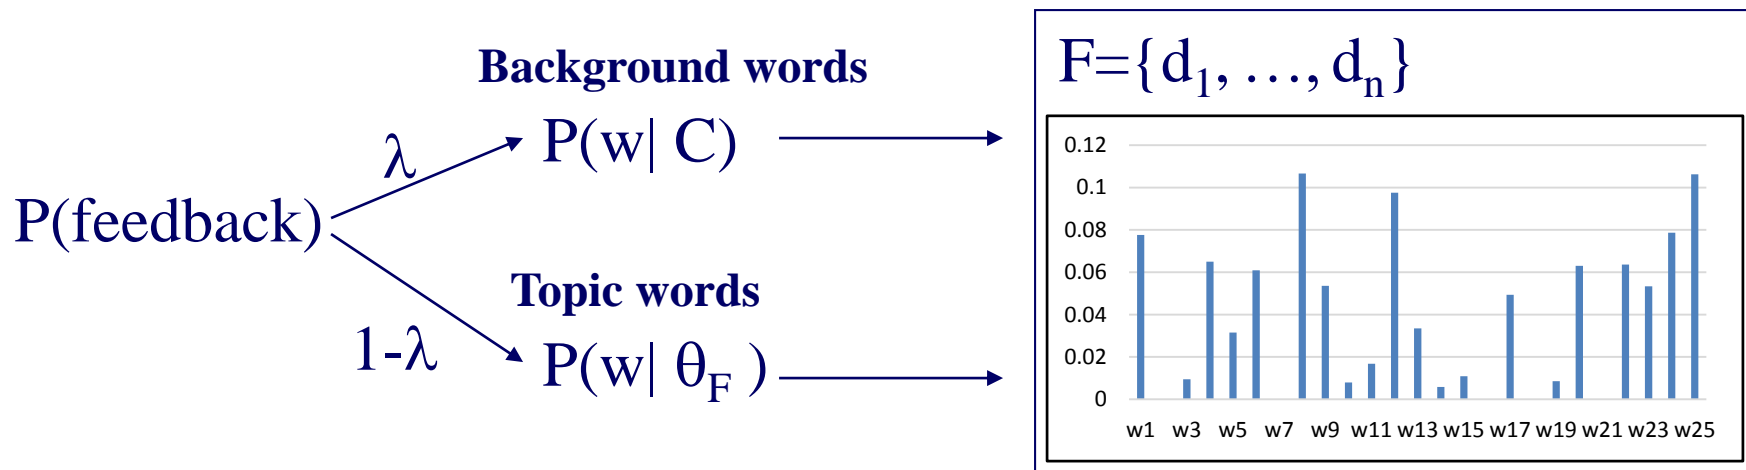 Background words
F={d1, …, dn}
λ
P(w| C)
P(feedback)
Topic words
1-λ
P(w| θF )
0.12
0.1
0.08
0.06
0.04
0.02
0
w1 w3 w5 w7 w9 w11 w13 w15 w17 w19 w21 w23 w25